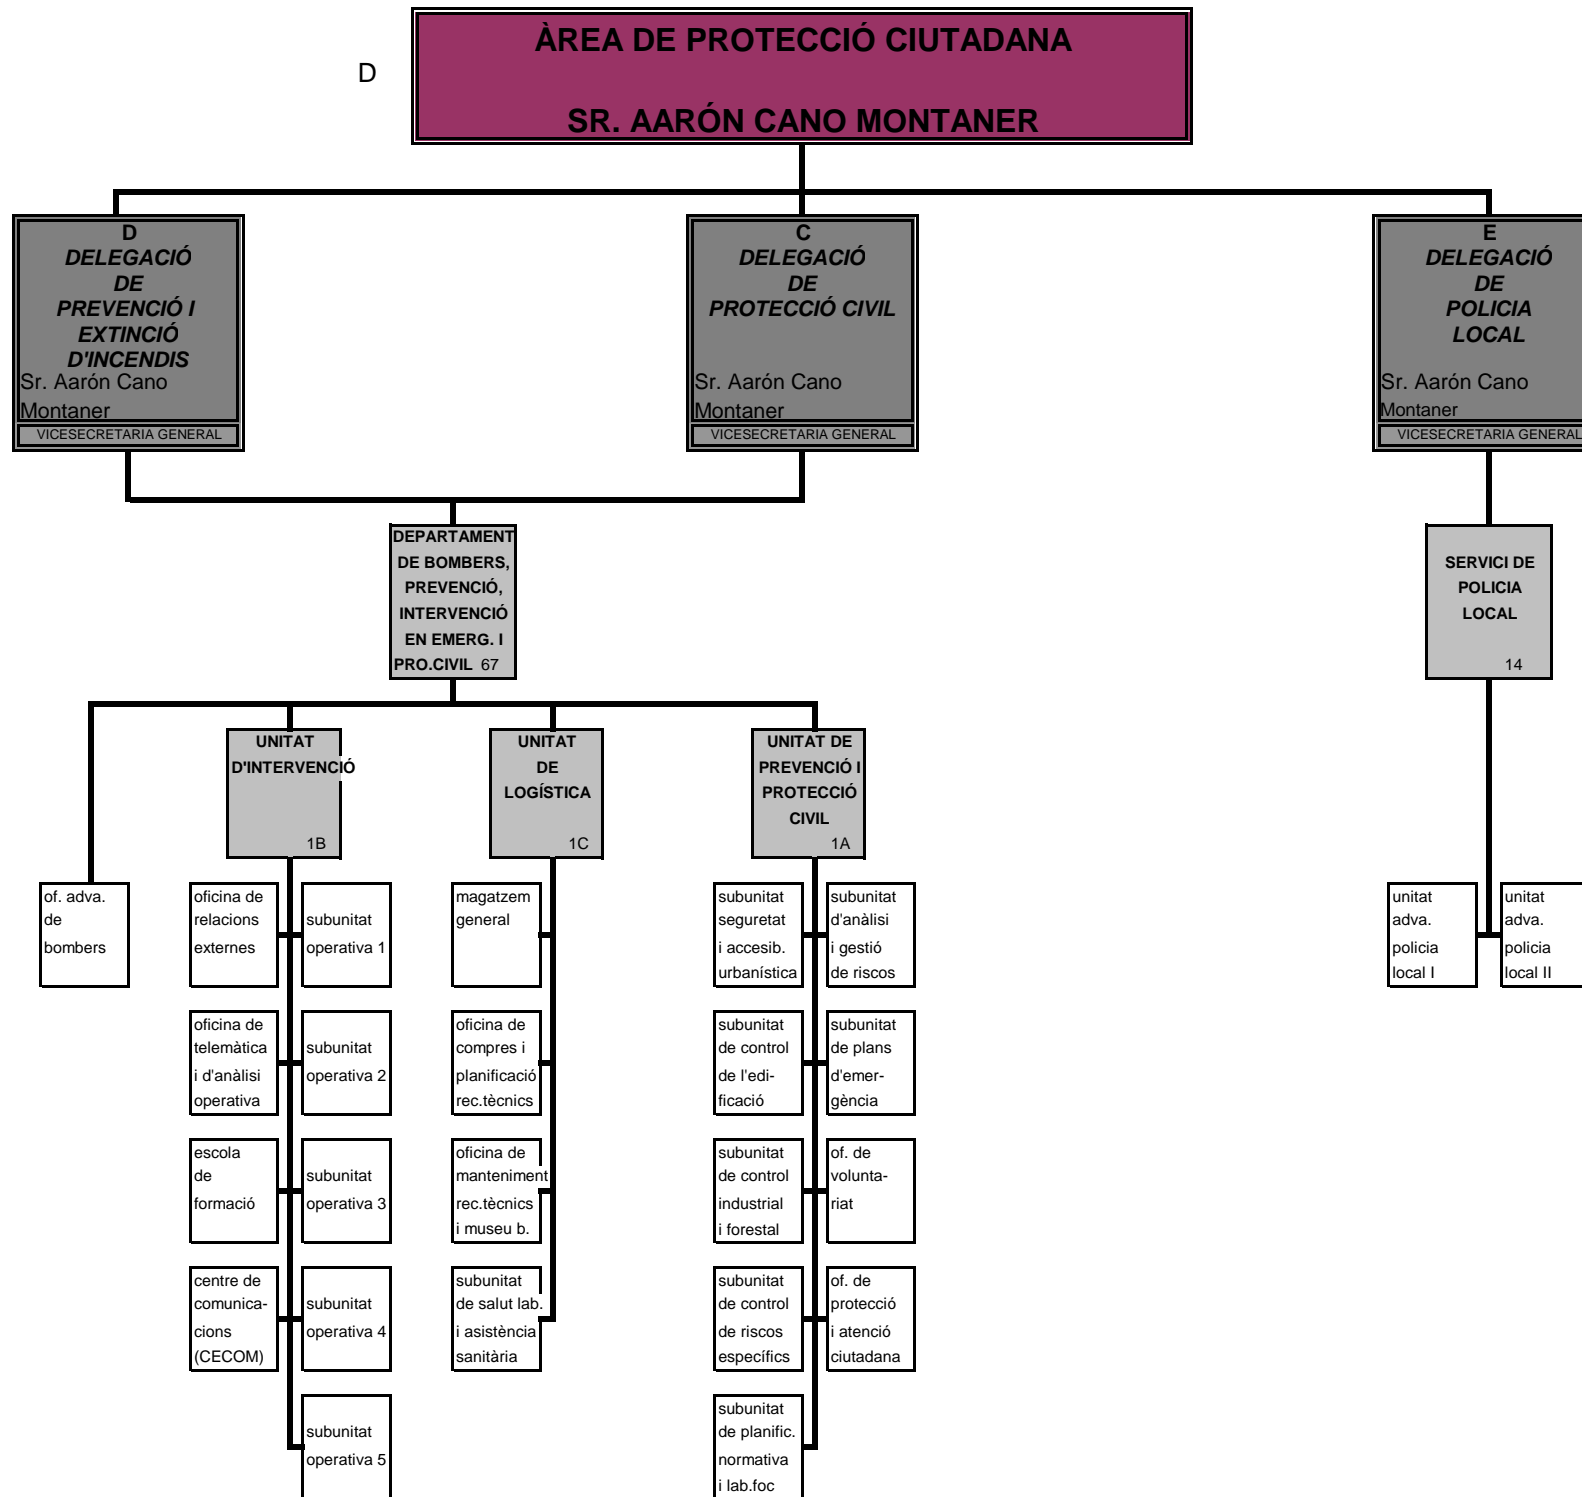 ÀREA DE PROTECCIÓ CIUTADANA
D
SR. AARÓN CANO MONTANER
D
DELEGACIÓ
DE
PREVENCIÓ I
EXTINCIÓ
D'INCENDIS
Sr. Aarón Cano
Montaner
VICESECRETARIA GENERAL
C
DELEGACIÓ
DE
PROTECCIÓ CIVIL
Sr. Aarón Cano
Montaner
VICESECRETARIA GENERAL
E
DELEGACIÓ
DE
POLICIA
LOCAL
Sr. Aarón Cano
Montaner
VICESECRETARIA GENERAL
DEPARTAMENT
DE BOMBERS,
PREVENCIÓ,
INTERVENCIÓ
EN EMERG. I
PRO.CIVIL 67
SERVICI DE
POLICIA
LOCAL
14
UNITAT
D'INTERVENCIÓ
1B
UNITAT
DE
LOGÍSTICA
1C
UNITAT DE
PREVENCIÓ I
PROTECCIÓ
CIVIL
1A
of. adva.
de
bombers
oficina de
relacions
externes
subunitat
operativa 1
magatzem
general
subunitat
seguretat
i accesib.
urbanística
subunitat
d'anàlisi
i gestió
de riscos
unitat
adva.
policia
local I
unitat
adva.
policia
local II
oficina de
telemàtica
i d'anàlisi
operativa
subunitat
operativa 2
oficina de
compres i
planificació
rec.tècnics
subunitat
de control
de l'edi-
ficació
subunitat
de plans
d'emer-
gència
escola
de
formació
subunitat
operativa 3
oficina de
manteniment
rec.tècnics
i museu b.
subunitat
de control
industrial
i forestal
of. de
volunta-
riat
centre de
comunica-
cions
(CECOM)
subunitat
operativa 4
subunitat
de salut lab.
i asistència
sanitària
subunitat
de control
de riscos
específics
of. de
protecció
i atenció
ciutadana
subunitat
operativa 5
subunitat
de planific.
normativa
i lab.foc